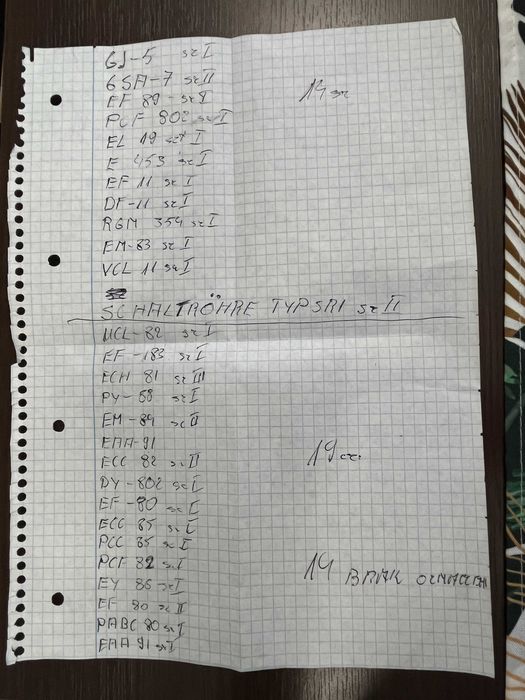 6J-5 sz I
6SA-7 sz II
EF 89 - sz I
14 sz
PCF 802 sz I
EL 19 szt I
E 453 sz I
EF 11 sz I
DF-11 sz I
RGM 354 sz I
EM-83 sz I
VCL 11 sz I
SCHALTRÖHRE TYPSR1 sz II
UCL-82 sz I
EF-183 sz I
ECH 81 sz III
PY-88 sz I
EM-84 sz II
EAA-91
ECC 82 sz II
19 sz.
DY-802 sz I
EF-80 sz I
ECC 85 sz I
PCC 85 sz I
PCF 82 sz I
14 BRAK OZNACZEŃ
EY 86 sz I
EF 80 sz II
PABC 80 sz I
EAA 91 sz I